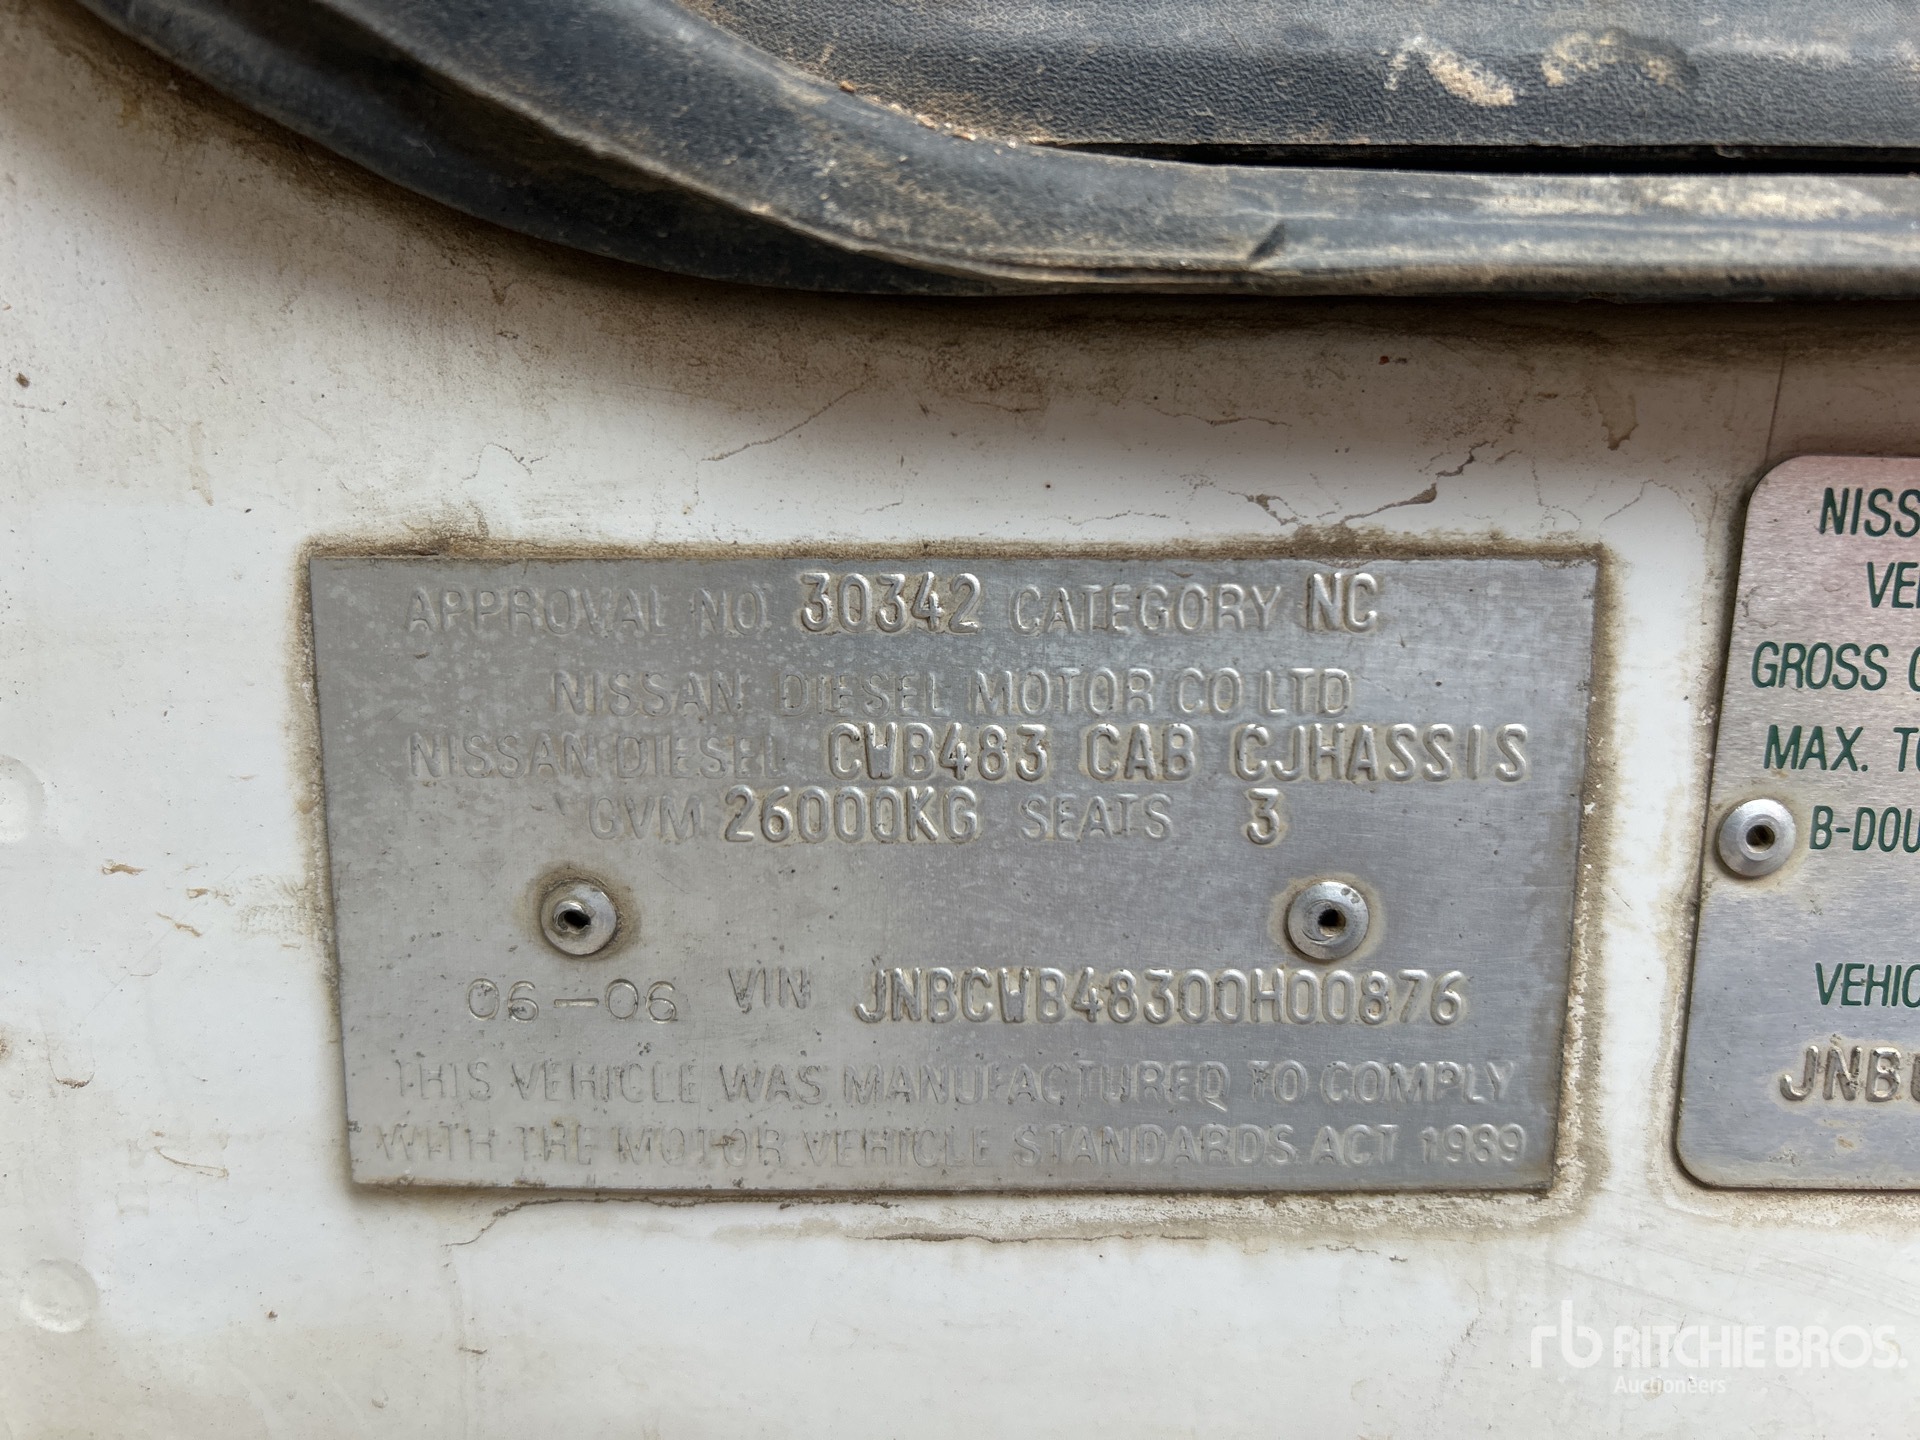 APPROVAL NO. 30342 CATEGORY NC
NISSAN DIESEL MOTOR CO LTD
NISSAN DIESEL CWB483 CAB CJHASSIS
GVM 26000KG SEATS 3
06-06 VIN JNBCWB48300H00876
THIS VEHICLE WAS MANUFACTURED TO COMPLY
WITH THE MOTOR VEHICLE STANDARDS ACT 1989
NISS
VE
GROSS
MAX. T
B-DOU
VEHIC
JNB
rb RITCHIE BROS.
Auctioneers